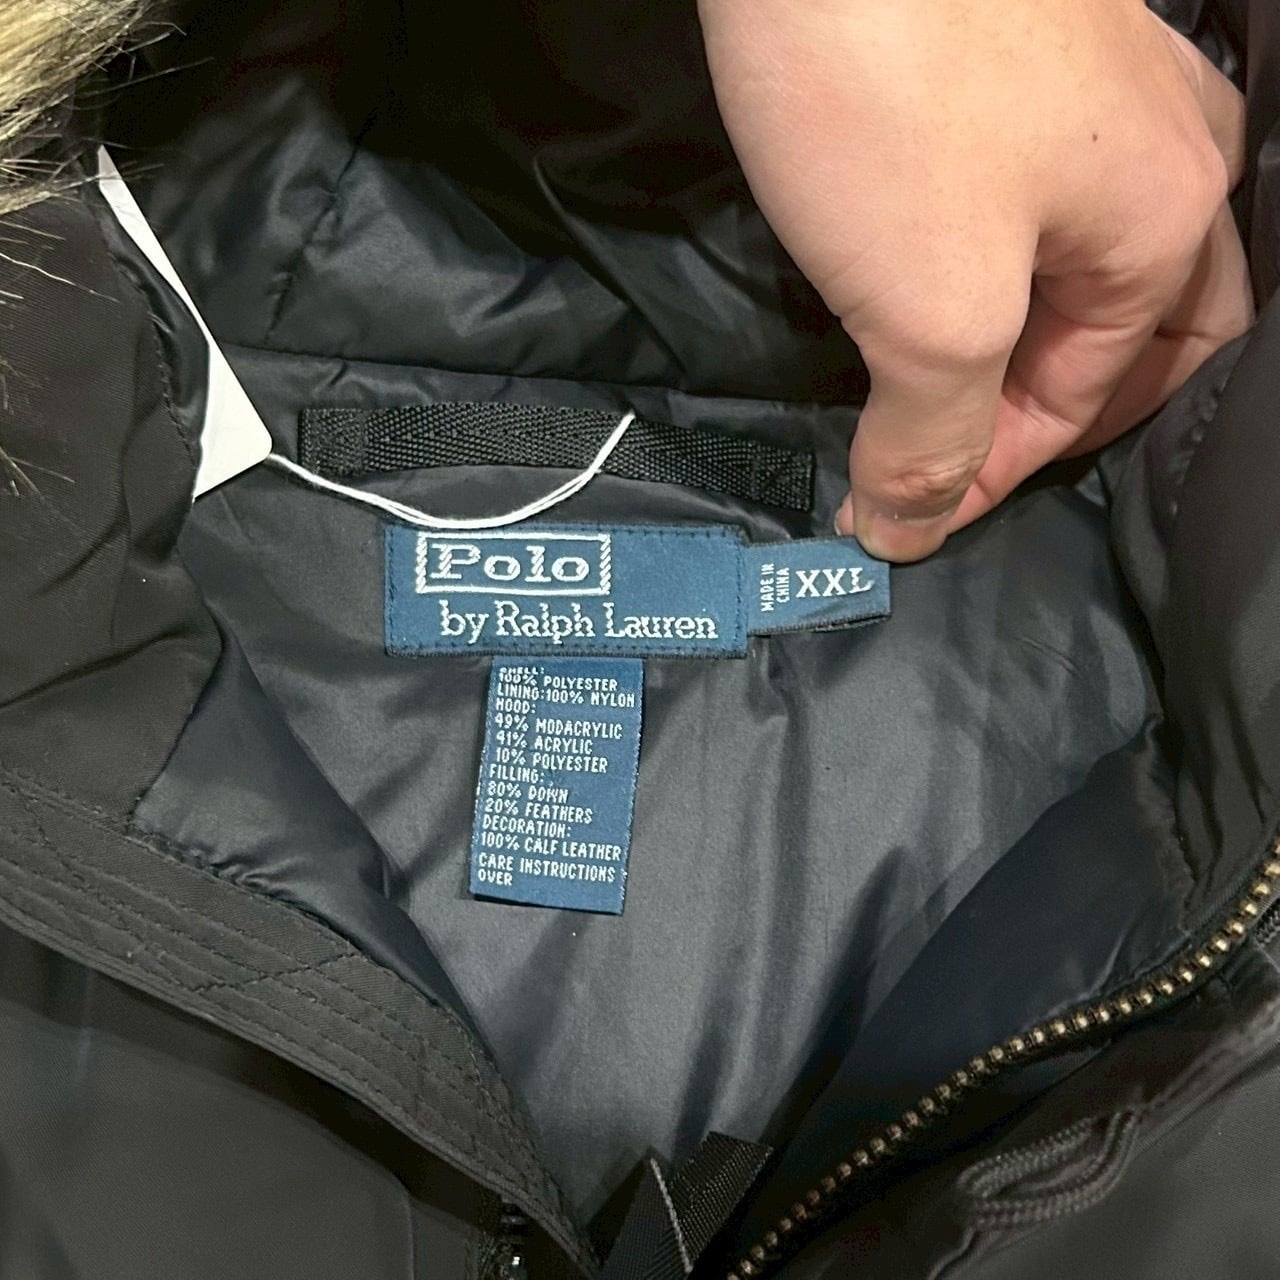 Polo
by Ralph Lauren
MADE IN
CHINA
XXL
SHELL:
100% POLYESTER
LINING:100% NYLON
HOOD:
49% MODACRYLIC
41% ACRYLIC
10% POLYESTER
FILLING:
80% DOWN
20% FEATHERS
DECORATION:
100% CALF LEATHER
CARE INSTRUCTIONS
OVER